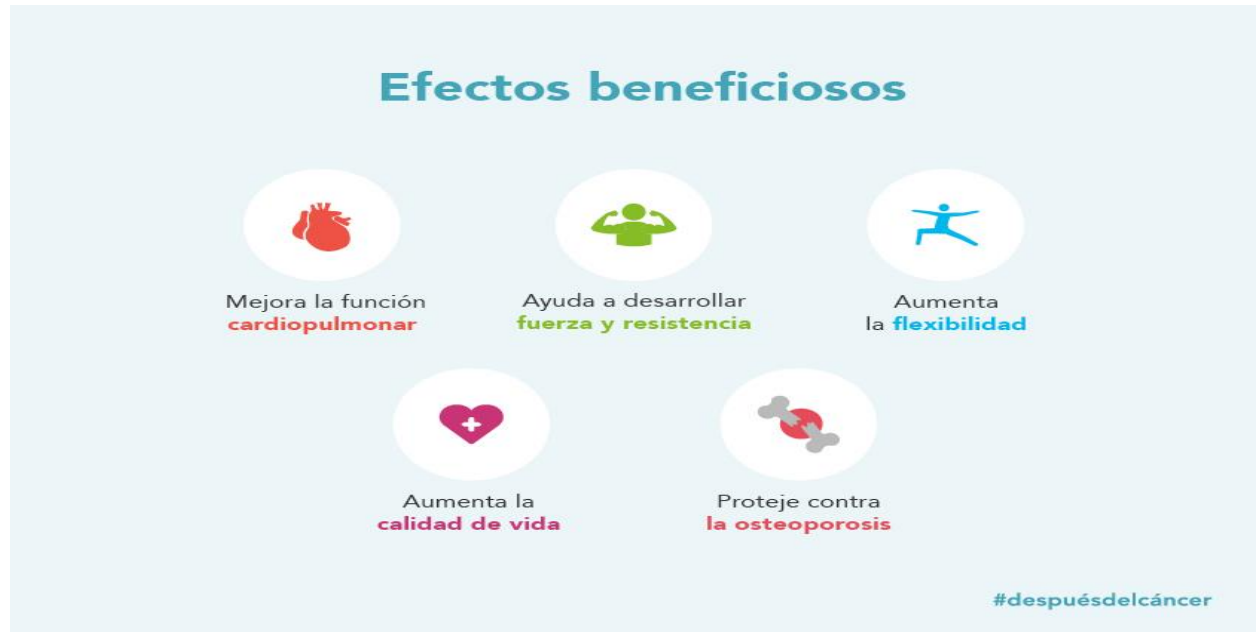 Efectos beneficiosos
Mejora la función
cardiopulmonar
Ayuda a desarrollar
fuerza y resistencia
Aumenta
la flexibilidad
Aumenta la
calidad de vida
Proteje contra
la osteoporosis
#despuésdelcáncer